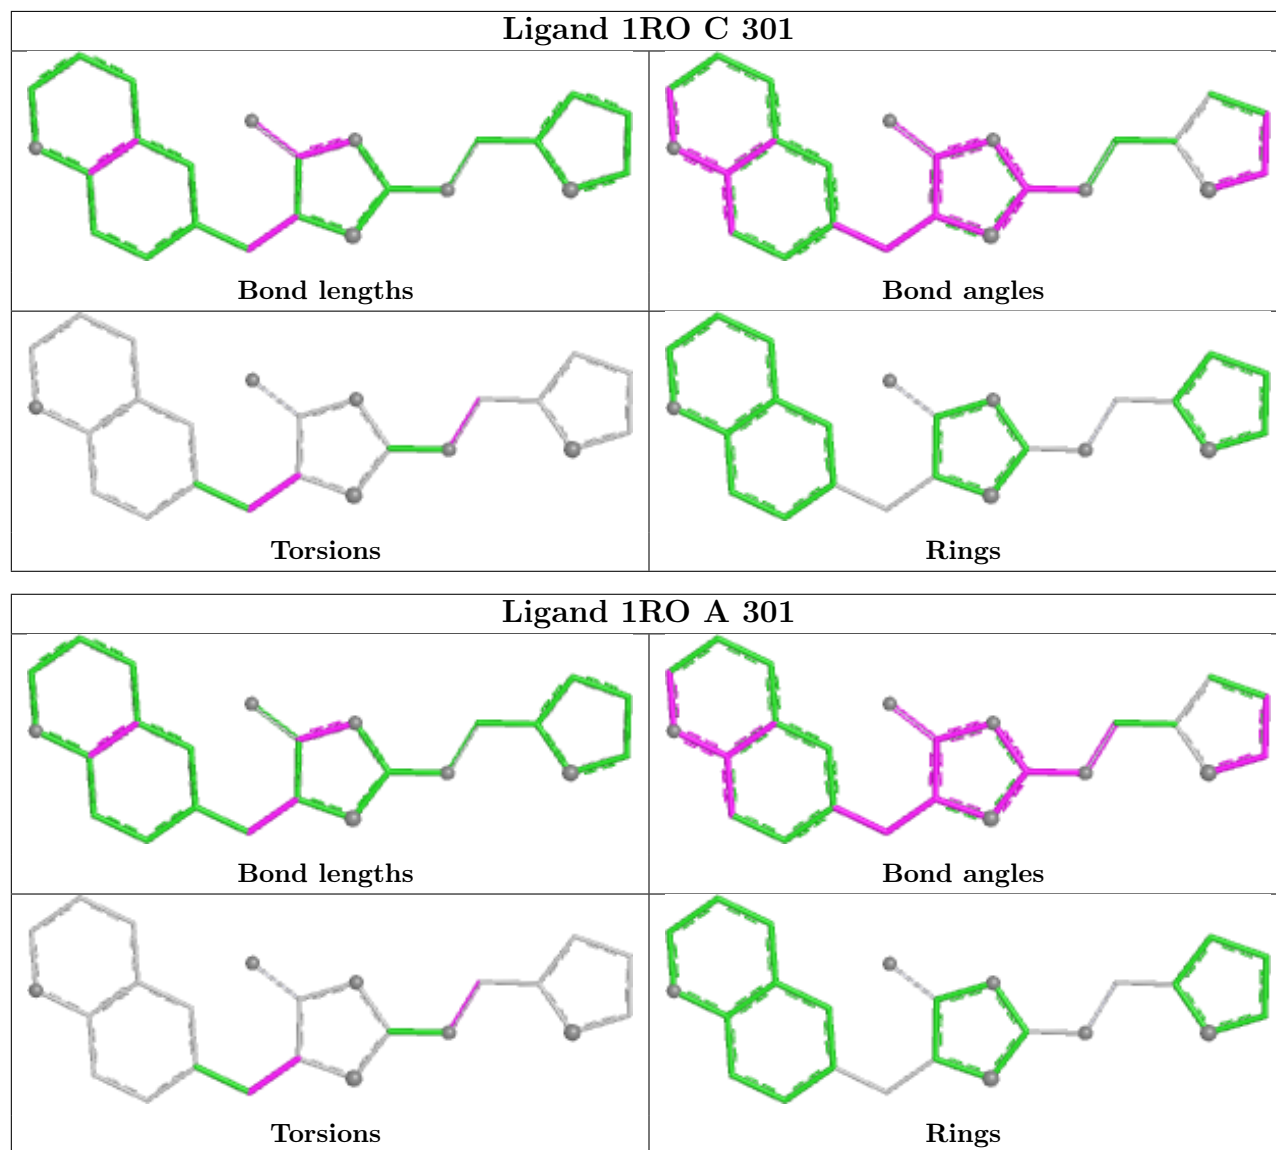 Ligand 1RO C 301
Bond lengths
Bond angles
Torsions
Rings
Ligand 1RO A 301
Bond lengths
Bond angles
Torsions
Rings